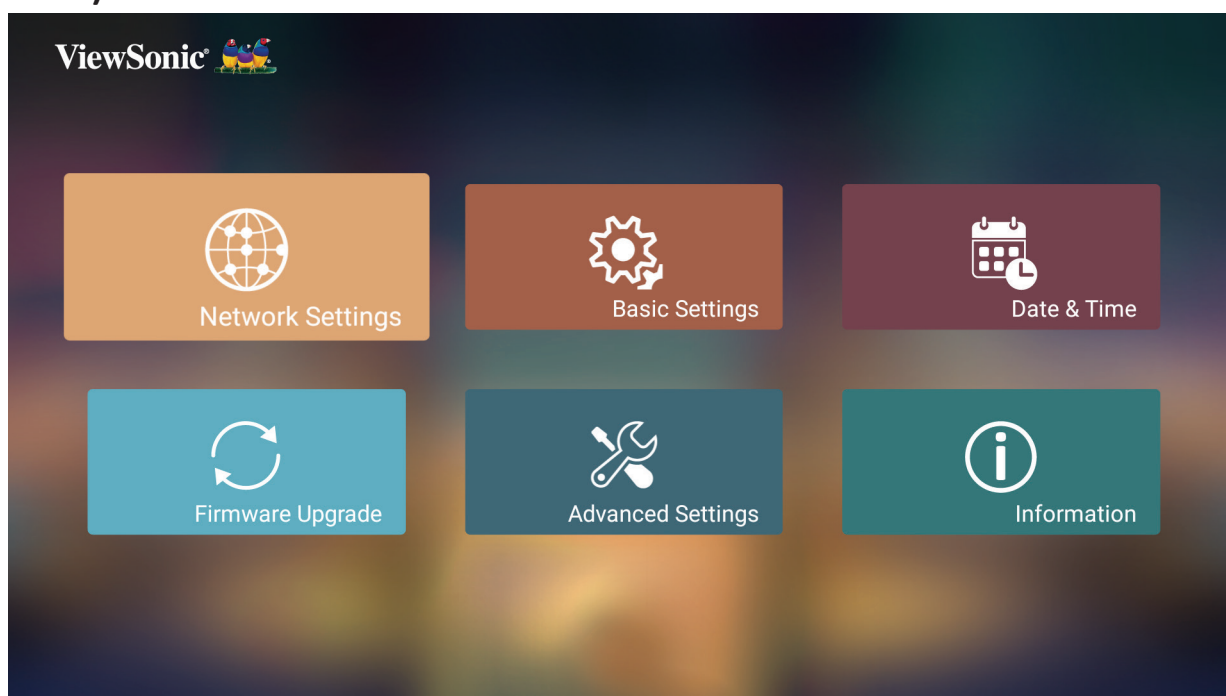 ViewSonic®
Network Settings
Basic Settings
Date & Time
Firmware Upgrade
Advanced Settings
Information